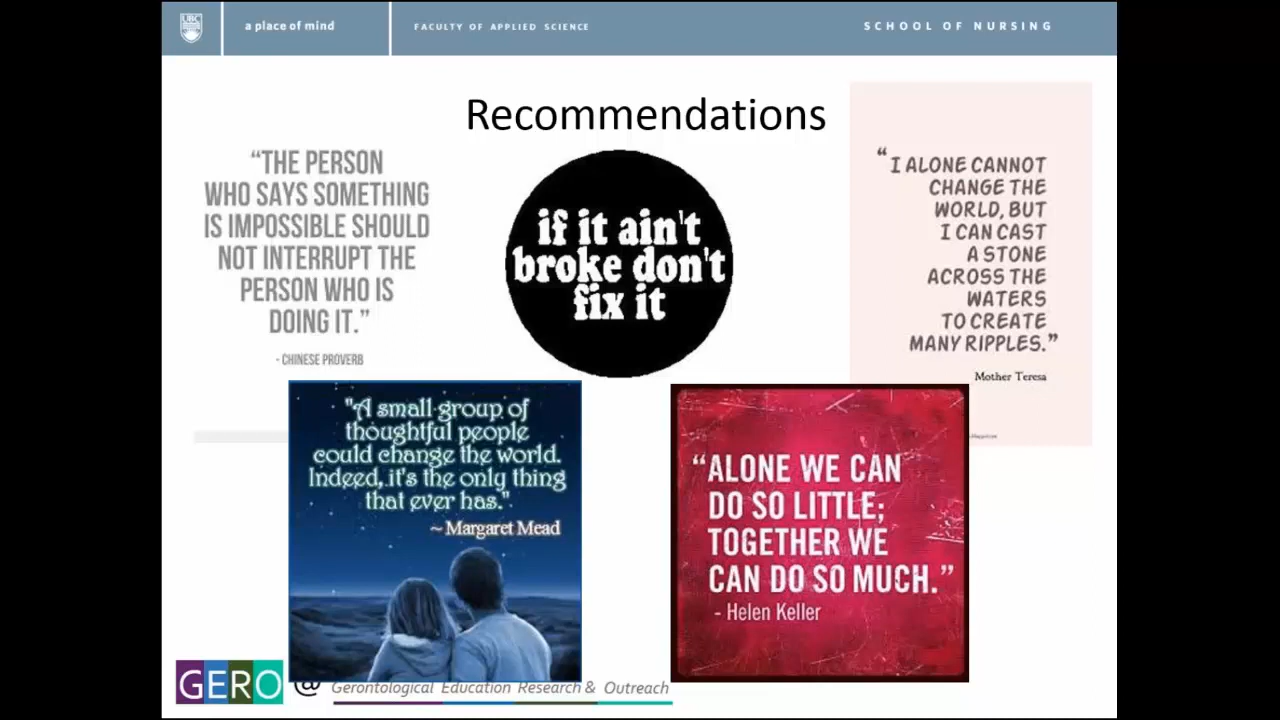 UBC
a place of mind
FACULTY OF APPLIED SCIENCE
SCHOOL OF NURSING
Recommendations
“THE PERSON
WHO SAYS SOMETHING
IS IMPOSSIBLE SHOULD
NOT INTERRUPT THE
PERSON WHO IS
DOING IT.”
- CHINESE PROVERB
if it ain't
broke don't
fix it
“I ALONE CANNOT
CHANGE THE
WORLD, BUT
I CAN CAST
A STONE
ACROSS THE
WATERS
TO CREATE
MANY RIPPLES.”
Mother Teresa
"A small group of
thoughtful people
could change the world.
Indeed, it's the only thing
that ever has."
~ Margaret Mead
“ALONE WE CAN
DO SO LITTLE;
TOGETHER WE
CAN DO SO MUCH.”
- Helen Keller
GERO @ Gerontological Education Research & Outreach